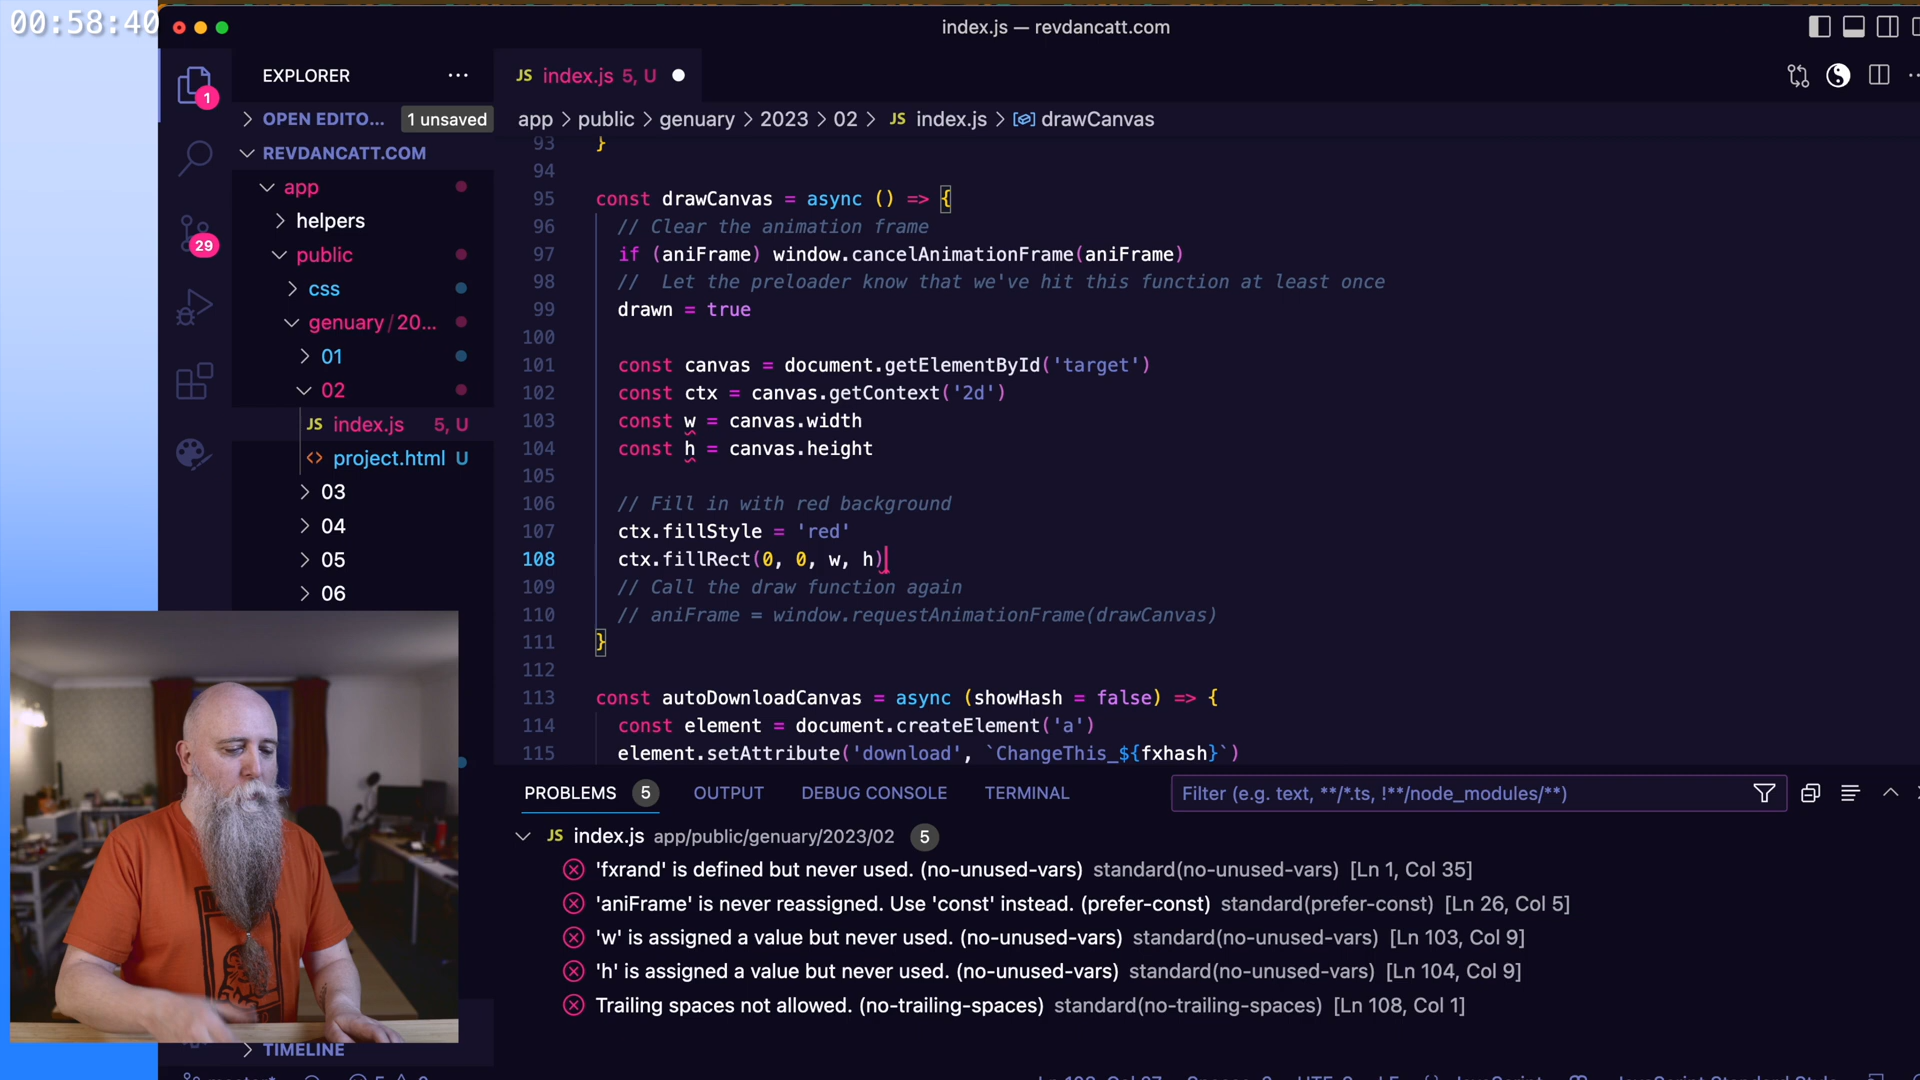 00:58:40
index.js — revdancatt.com
EXPLORER
JS index.js 5, U
1
OPEN EDITO... 1 unsaved
app > public > genuary > 2023 > 02 > JS index.js > drawCanvas
REVDANCATT.COM
app
helpers
29
public
css
genuary/20...
01
02
JS index.js 5, U
<> project.html U
03
04
05
06
TIMELINE
93 }
94
95 const drawCanvas = async () => {
96 // Clear the animation frame
97 if (aniFrame) window.cancelAnimationFrame(aniFrame)
98 //  Let the preloader know that we've hit this function at least once
99 drawn = true
100
101 const canvas = document.getElementById('target')
102 const ctx = canvas.getContext('2d')
103 const w = canvas.width
104 const h = canvas.height
105
106 // Fill in with red background
107 ctx.fillStyle = 'red'
108 ctx.fillRect(0, 0, w, h)
109 // Call the draw function again
110 // aniFrame = window.requestAnimationFrame(drawCanvas)
111 }
112
113 const autoDownloadCanvas = async (showHash = false) => {
114 const element = document.createElement('a')
115 element.setAttribute('download', `ChangeThis_${fxhash}`)
PROBLEMS 5 OUTPUT DEBUG CONSOLE TERMINAL Filter (e.g. text, **/*.ts, !**/node_modules/**)
JS index.js app/public/genuary/2023/02 5
'fxrand' is defined but never used. (no-unused-vars) standard(no-unused-vars) [Ln 1, Col 35]
'aniFrame' is never reassigned. Use 'const' instead. (prefer-const) standard(prefer-const) [Ln 26, Col 5]
'w' is assigned a value but never used. (no-unused-vars) standard(no-unused-vars) [Ln 103, Col 9]
'h' is assigned a value but never used. (no-unused-vars) standard(no-unused-vars) [Ln 104, Col 9]
Trailing spaces not allowed. (no-trailing-spaces) standard(no-trailing-spaces) [Ln 108, Col 1]